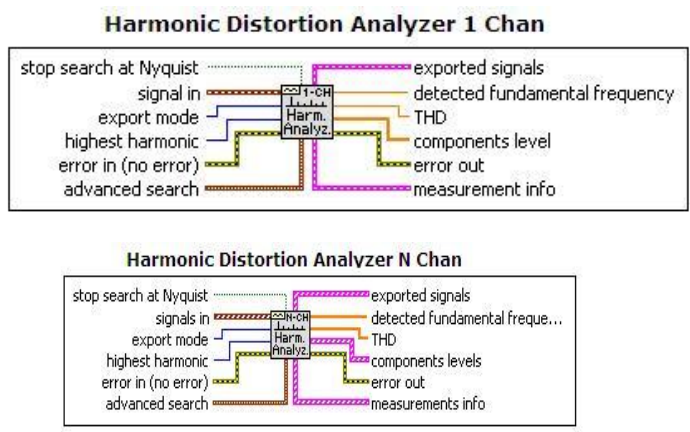 Harmonic Distortion Analyzer 1 Chan
stop search at Nyquist exported signals
signal in 1-CH detected fundamental frequency
export mode Harm. THD
highest harmonic Analyz. components level
error in (no error) error out
advanced search measurement info
Harmonic Distortion Analyzer N Chan
stop search at Nyquist exported signals
signals in N-CH detected fundamental freque...
export mode Harm. THD
highest harmonic Analyz. components levels
error in (no error) error out
advanced search measurements info